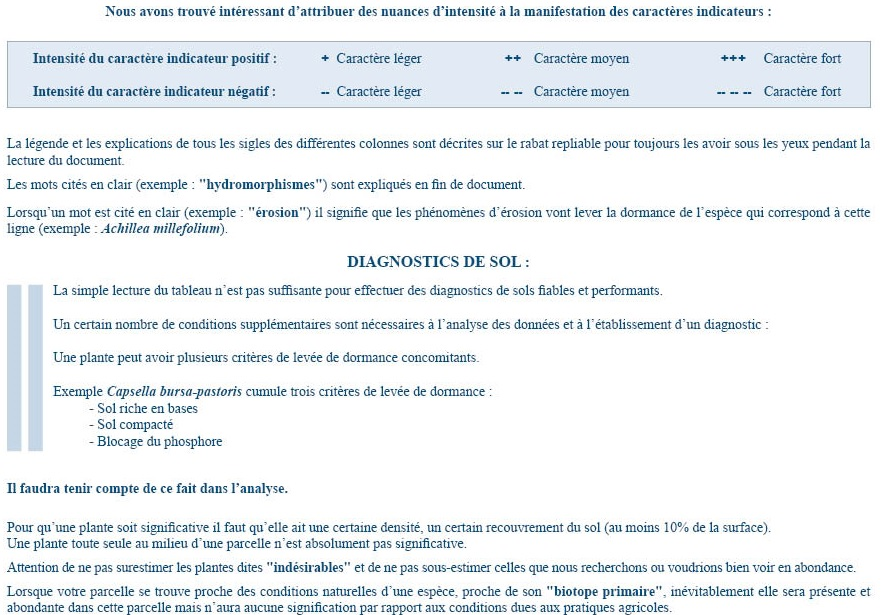 Nous avons trouvé intéressant d’attribuer des nuances d’intensité à la manifestation des caractères indicateurs :
Intensité du caractère indicateur positif : + Caractère léger ++ Caractère moyen +++ Caractère fort
Intensité du caractère indicateur négatif : -- Caractère léger -- -- Caractère moyen -- -- -- Caractère fort
La légende et les explications de tous les sigles des différentes colonnes sont décrites sur le rabat repliable pour toujours les avoir sous les yeux pendant la
lecture du document.
Les mots cités en clair (exemple : "hydromorphismes") sont expliqués en fin de document.
Lorsqu’un mot est cité en clair (exemple : "érosion") il signifie que les phénomènes d’érosion vont lever la dormance de l’espèce qui correspond à cette
ligne (exemple : Achillea millefolium).
DIAGNOSTICS DE SOL :
La simple lecture du tableau n’est pas suffisante pour effectuer des diagnostics de sols fiables et performants.
Un certain nombre de conditions supplémentaires sont nécessaires à l’analyse des données et à l’établissement d’un diagnostic :
Une plante peut avoir plusieurs critères de levée de dormance concomitants.
Exemple Capsella bursa-pastoris cumule trois critères de levée de dormance :
- Sol riche en bases
- Sol compacté
- Blocage du phosphore
Il faudra tenir compte de ce fait dans l’analyse.
Pour qu’une plante soit significative il faut qu’elle ait une certaine densité, un certain recouvrement du sol (au moins 10% de la surface).
Une plante toute seule au milieu d’une parcelle n’est absolument pas significative.
Attention de ne pas surestimer les plantes dites "indésirables" et de ne pas sous-estimer celles que nous recherchons ou voudrions bien voir en abondance.
Lorsque votre parcelle se trouve proche des conditions naturelles d’une espèce, proche de son "biotope primaire", inévitablement elle sera présente et
abondante dans cette parcelle mais n’aura aucune signification par rapport aux conditions dues aux pratiques agricoles.